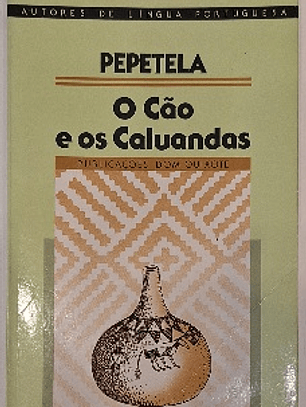 AUTORES DE LÍNGUA PORTUGUESA
PEPETELA
O Cão
e os Caluandas
PUBLICAÇÕES DOM QUIXOTE